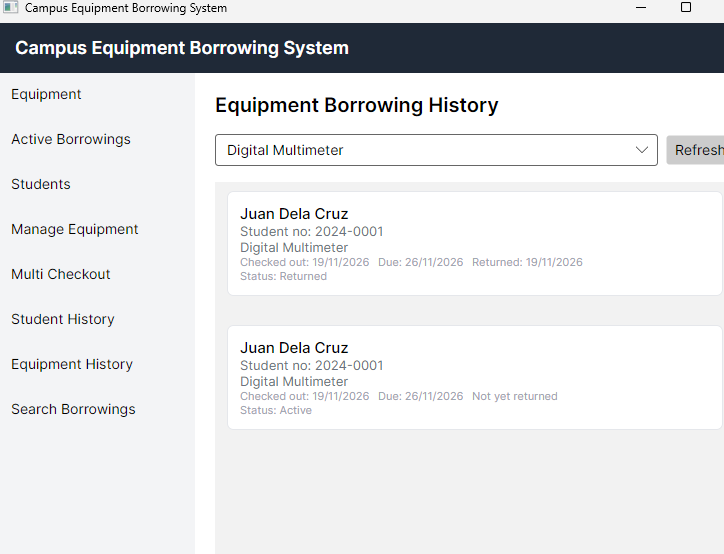 Campus Equipment Borrowing System
Campus Equipment Borrowing System
Equipment
Active Borrowings
Students
Manage Equipment
Multi Checkout
Student History
Equipment History
Search Borrowings
Equipment Borrowing History
Digital Multimeter
Refresh
Juan Dela Cruz
Student no: 2024-0001
Digital Multimeter
Checked out: 19/11/2026 Due: 26/11/2026 Returned: 19/11/2026
Status: Returned
Juan Dela Cruz
Student no: 2024-0001
Digital Multimeter
Checked out: 19/11/2026 Due: 26/11/2026 Not yet returned
Status: Active